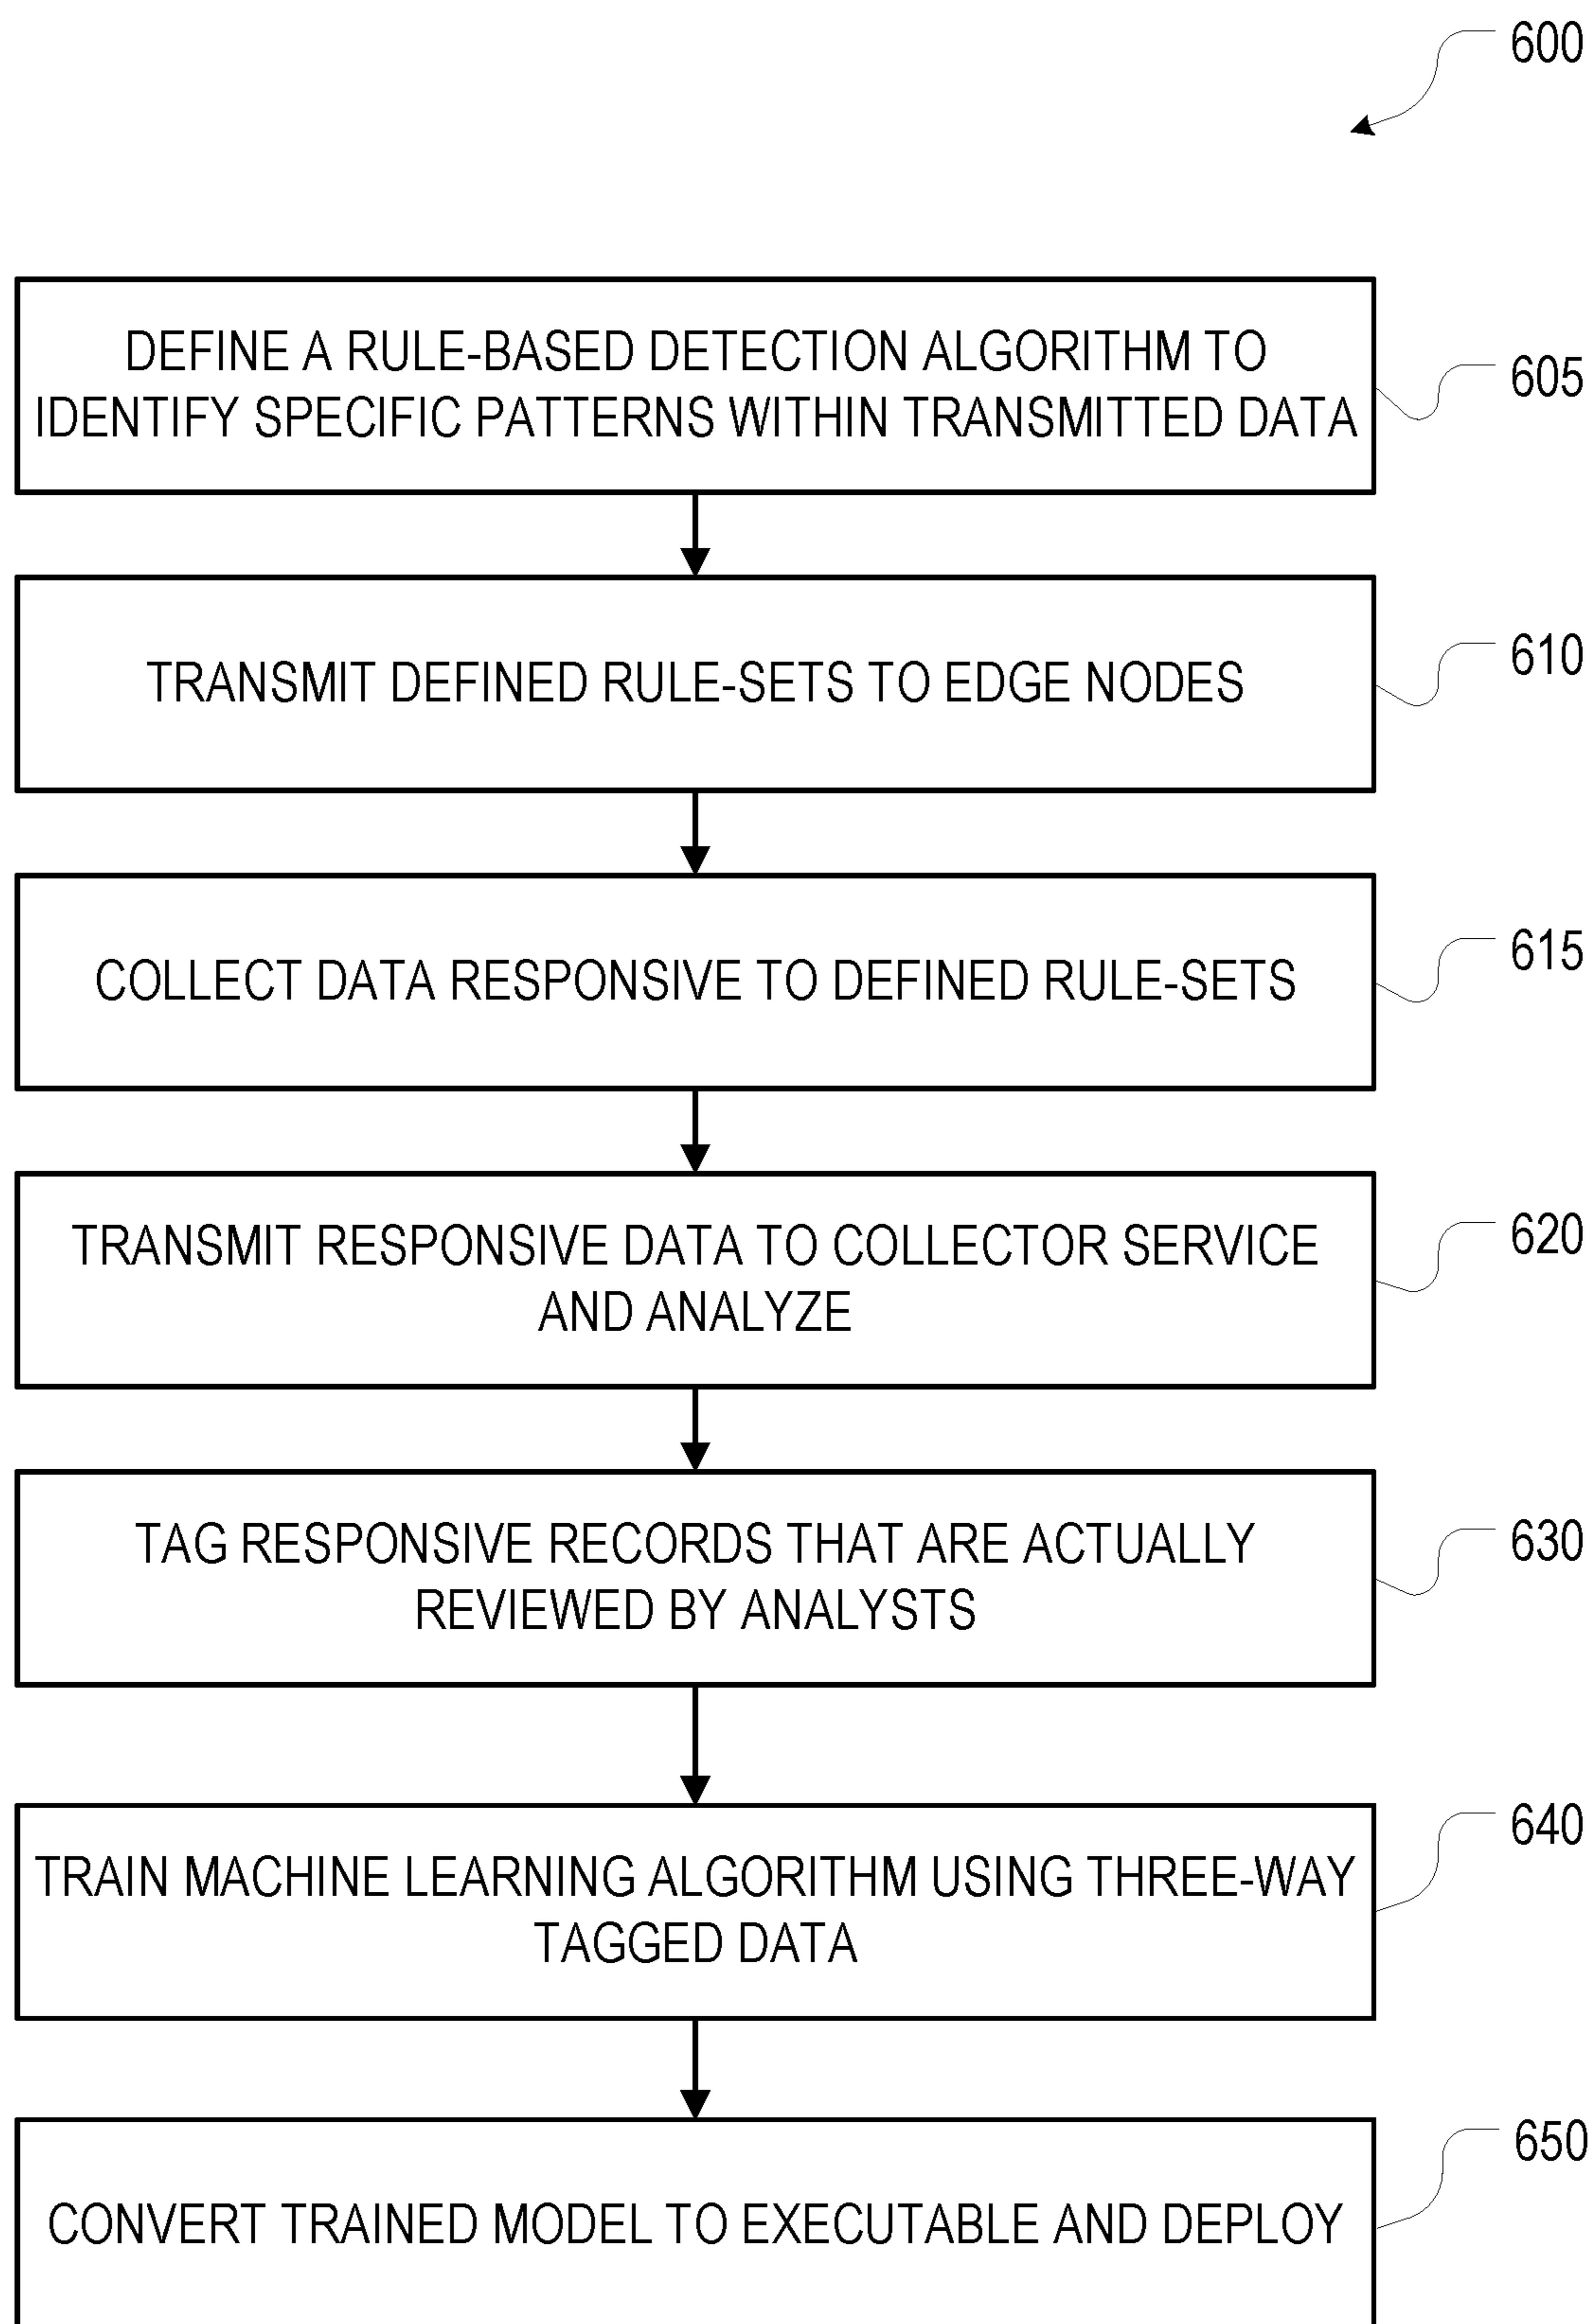 600
DEFINE A RULE-BASED DETECTION ALGORITHM TO
IDENTIFY SPECIFIC PATTERNS WITHIN TRANSMITTED DATA
605
TRANSMIT DEFINED RULE-SETS TO EDGE NODES
610
COLLECT DATA RESPONSIVE TO DEFINED RULE-SETS
615
TRANSMIT RESPONSIVE DATA TO COLLECTOR SERVICE
AND ANALYZE
620
TAG RESPONSIVE RECORDS THAT ARE ACTUALLY
REVIEWED BY ANALYSTS
630
TRAIN MACHINE LEARNING ALGORITHM USING THREE-WAY
TAGGED DATA
640
CONVERT TRAINED MODEL TO EXECUTABLE AND DEPLOY
650